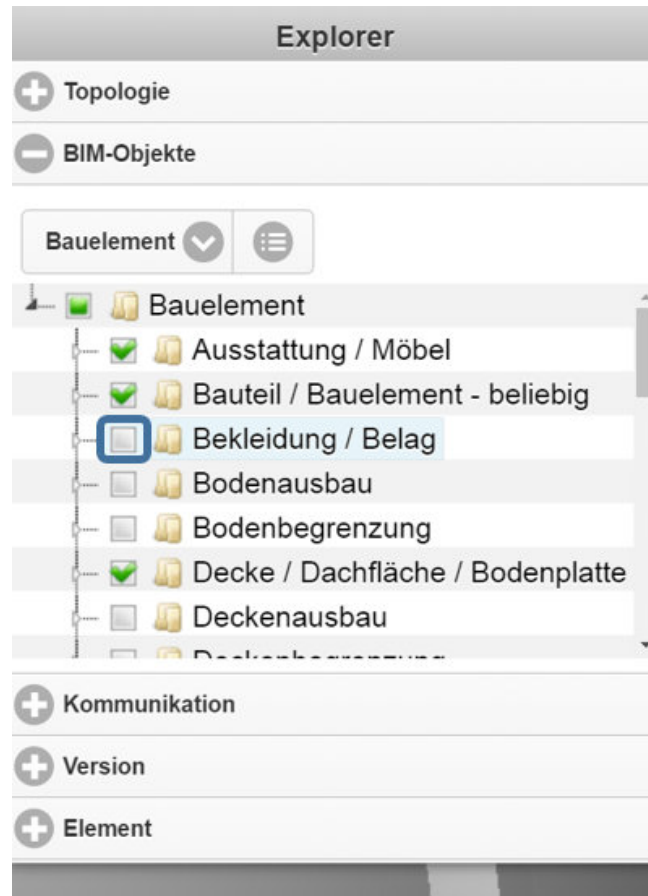 Explorer
Topologie
BIM-Objekte
Bauelement
Bauelement
Ausstattung / Möbel
Bauteil / Bauelement - beliebig
Bekleidung / Belag
Bodenausbau
Bodenbegrenzung
Decke / Dachfläche / Bodenplatte
Deckenausbau
Deckenbegrenzung
Kommunikation
Version
Element